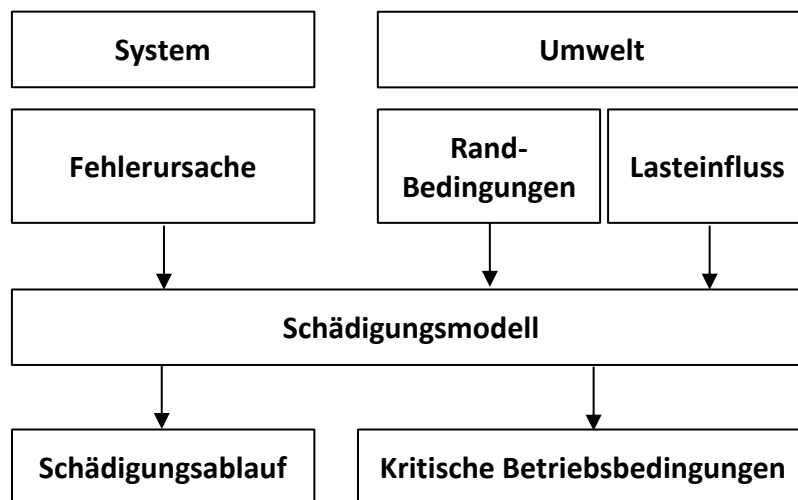 System
Umwelt
Fehlerursache
Rand-
Bedingungen
Lasteinfluss
Schädigungsmodell
Schädigungsablauf
Kritische Betriebsbedingungen